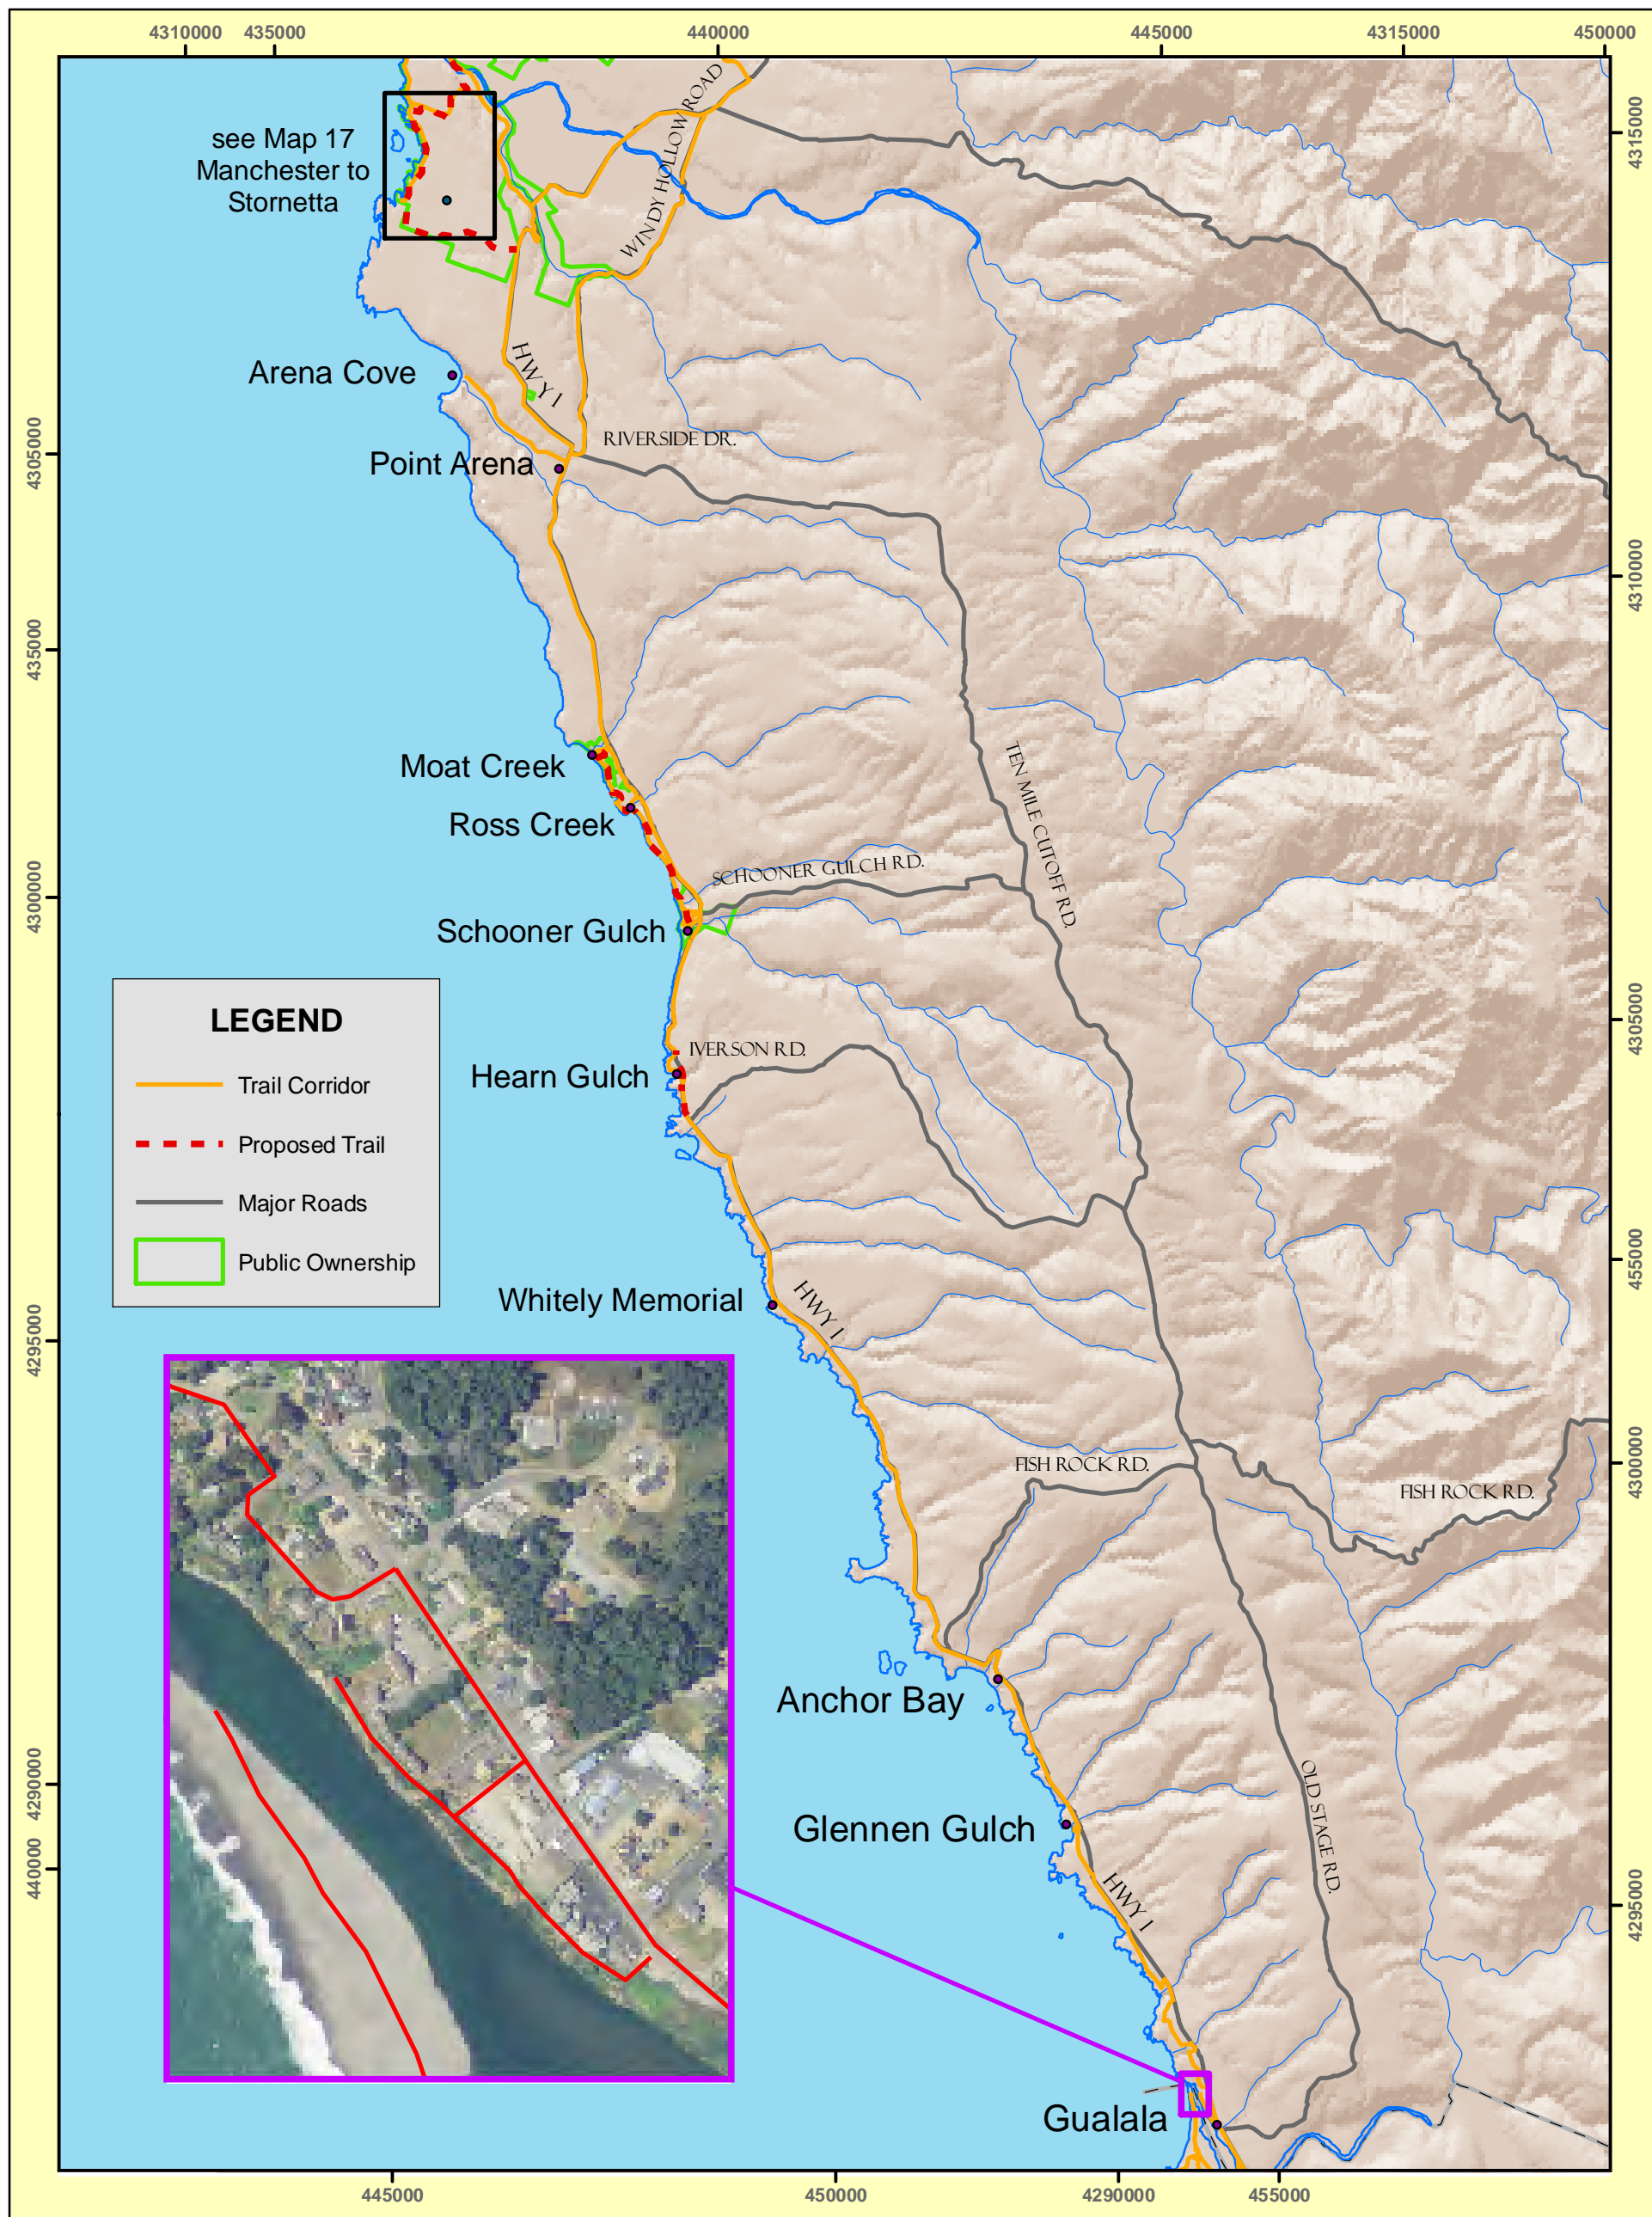 4310000 435000 440000 445000 4315000 450000
see Map 17
Manchester to
Stornetta
WINDY HOLLOW ROAD
4315000
HWY 1
Arena Cove
RIVERSIDE DR.
Point Arena
4305000
4310000
435000
Moat Creek
TEN MILE CUTOFF RD.
Ross Creek
SCHOONER GULCH RD.
4300000
Schooner Gulch
LEGEND
Trail Corridor
Proposed Trail
Major Roads
Public Ownership
4305000
IVERSON RD.
Hearn Gulch
455000
Whitely Memorial
HWY 1
4295000
FISH ROCK RD.
FISH ROCK RD.
4300000
Anchor Bay
4290000
OLD STAGE RD.
Glennen Gulch
440000
HWY 1
4295000
Gualala
445000 450000 4290000 455000